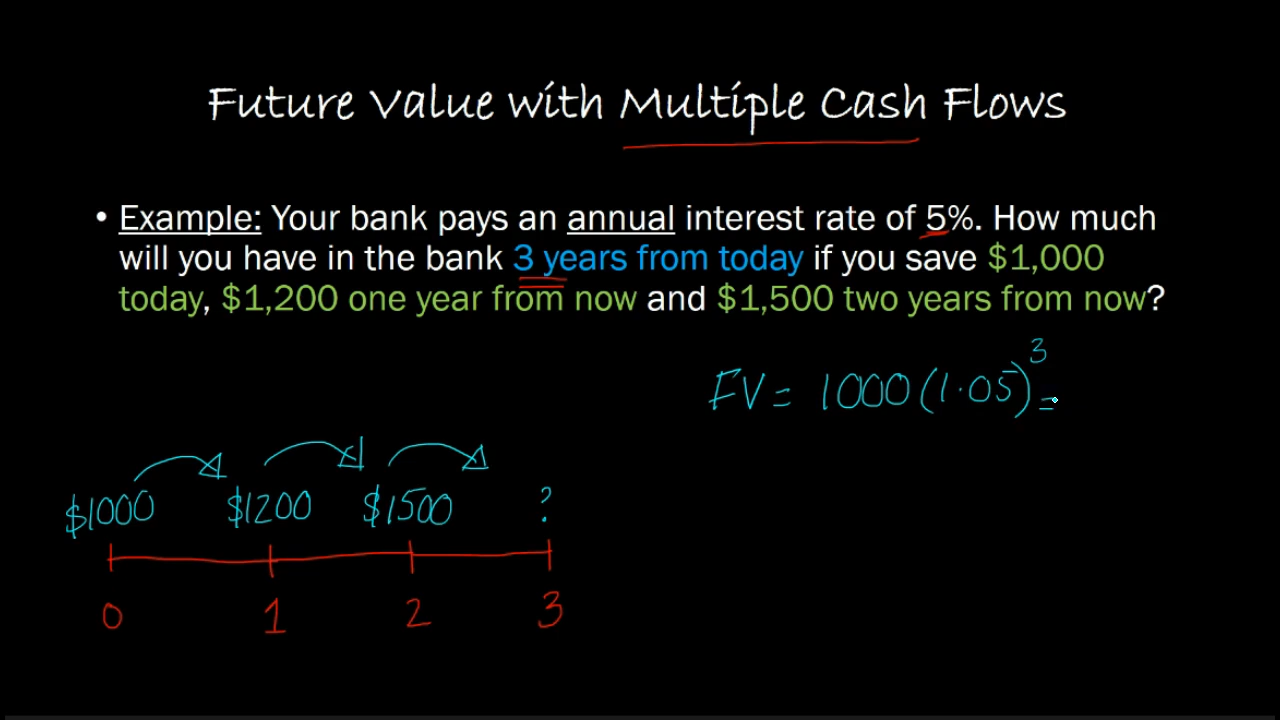 Future Value with Multiple Cash Flows
• Example: Your bank pays an annual interest rate of 5%. How much
will you have in the bank 3 years from today if you save $1,000
today, $1,200 one year from now and $1,500 two years from now?
FV = 1000 (1.05)³ =
$1000 $1200 $1500 ?
0 1 2 3